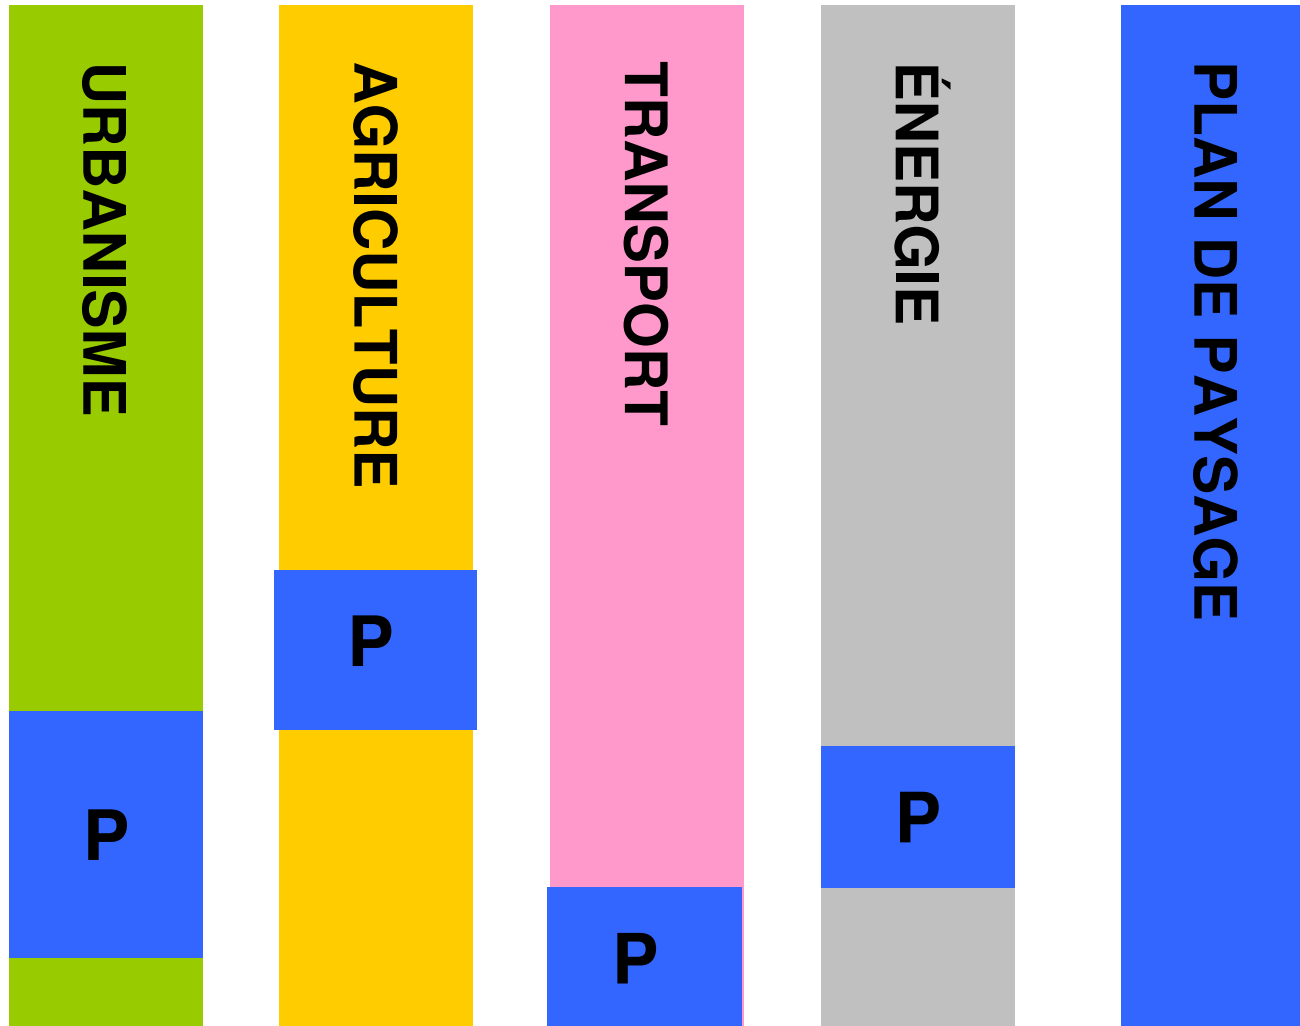 URBANISME
AGRICULTURE
TRANSPORT
ÉNERGIE
PLAN DE PAYSAGE
P
P
P
P